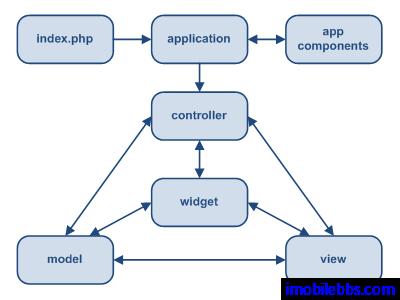 index.php
application
app
components
controller
widget
model
view
imobilebbs.com